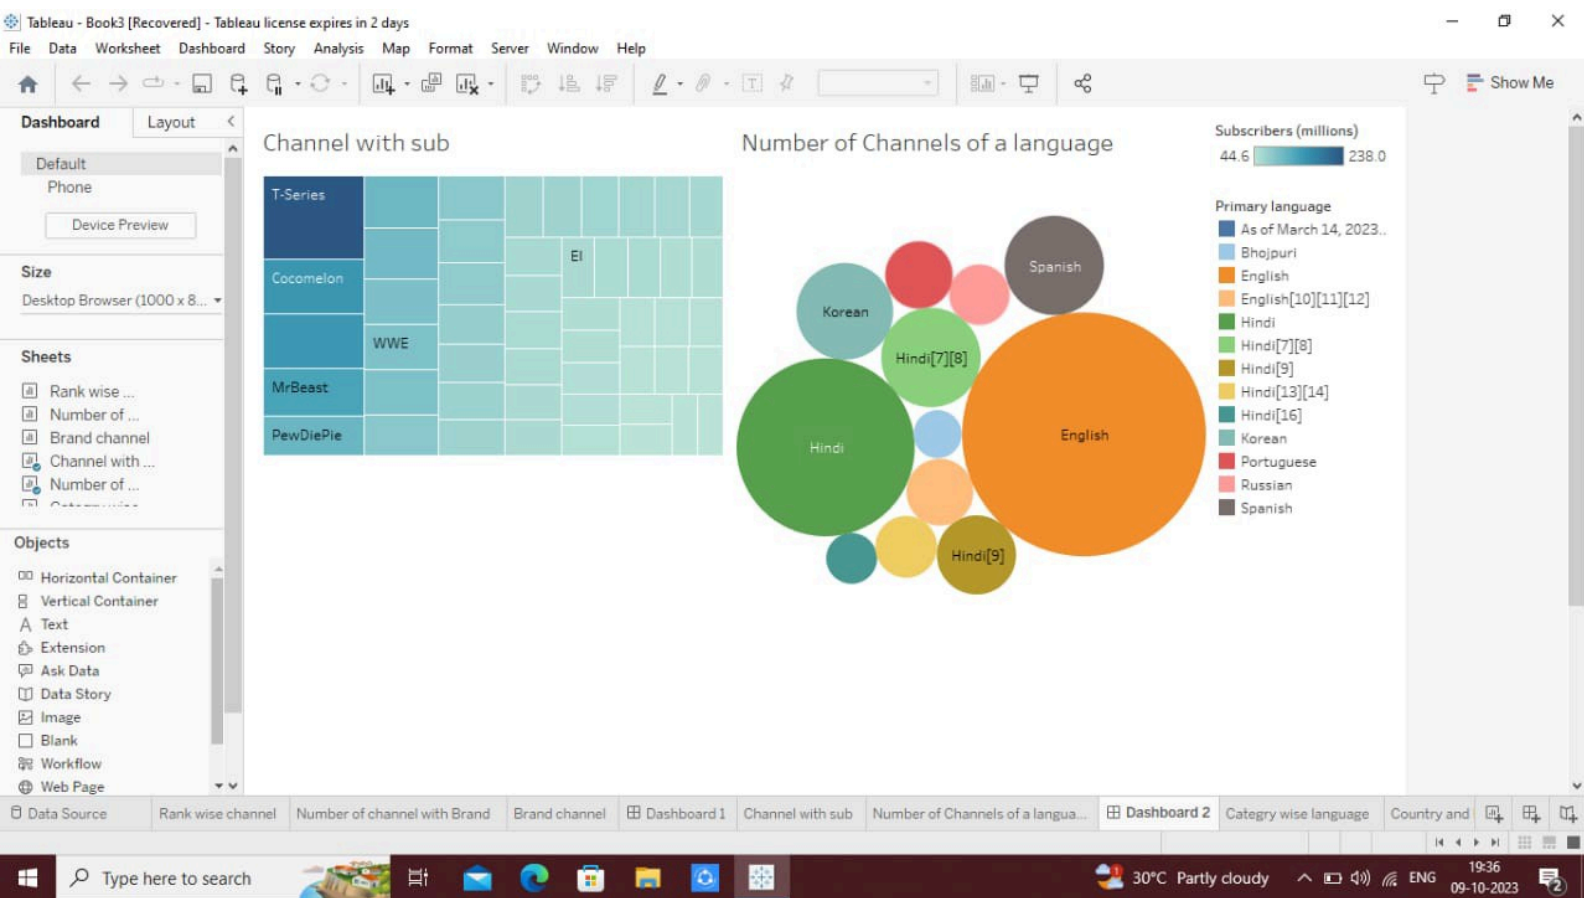 Tableau - Book3 [Recovered] - Tableau license expires in 2 days
File Data Worksheet Dashboard Story Analysis Map Format Server Window Help
Show Me
Dashboard Layout
Default
Phone
Device Preview
Size
Desktop Browser (1000 x 8...
Sheets
Rank wise ...
Number of ...
Brand channel
Channel with ...
Number of ...
Objects
Horizontal Container
Vertical Container
Text
Extension
Ask Data
Data Story
Image
Blank
Workflow
Web Page
Channel with sub
T-Series
Cocomelon
MrBeast
PewDiePie
WWE
El
Number of Channels of a language
Spanish
Korean
Hindi[7][8]
Hindi
English
Hindi[9]
Subscribers (millions)
44.6 238.0
Primary language
As of March 14, 2023..
Bhojpuri
English
English[10][11][12]
Hindi
Hindi[7][8]
Hindi[9]
Hindi[13][14]
Hindi[16]
Korean
Portuguese
Russian
Spanish
Data Source Rank wise channel Number of channel with Brand Brand channel Dashboard 1 Channel with sub Number of Channels of a langua... Dashboard 2 Categry wise language Country and
Type here to search
1
30°C Partly cloudy
ENG
19:36
09-10-2023
2